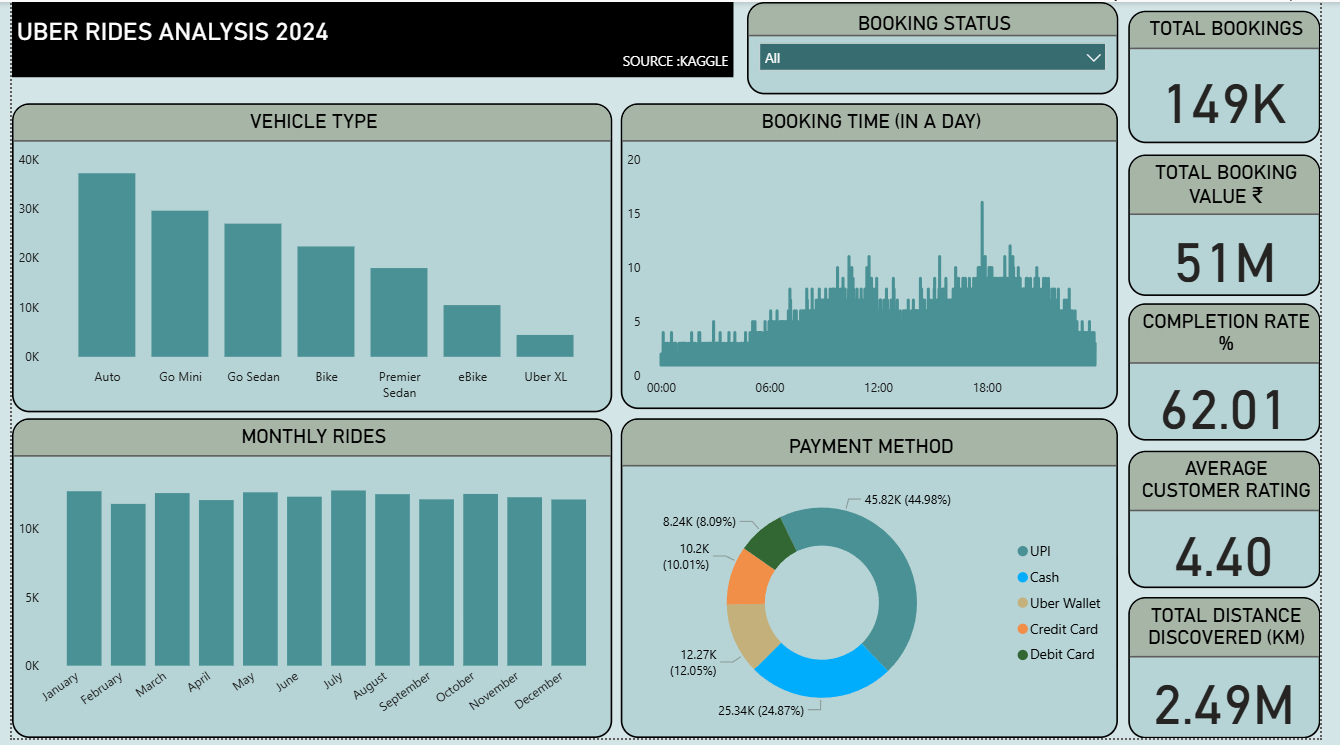 UBER RIDES ANALYSIS 2024
SOURCE :KAGGLE
BOOKING STATUS
All
TOTAL BOOKINGS
149K
TOTAL BOOKING
VALUE ₹
51M
COMPLETION RATE
%
62.01
AVERAGE
CUSTOMER RATING
4.40
TOTAL DISTANCE
DISCOVERED (KM)
2.49M
VEHICLE TYPE
40K
30K
20K
10K
0K
Auto
Go Mini
Go Sedan
Bike
Premier
Sedan
eBike
Uber XL
BOOKING TIME (IN A DAY)
20
15
10
5
0
00:00
06:00
12:00
18:00
MONTHLY RIDES
10K
5K
0K
January
February
March
April
May
June
July
August
September
October
November
December
PAYMENT METHOD
45.82K (44.98%)
8.24K (8.09%)
10.2K
(10.01%)
12.27K
(12.05%)
25.34K (24.87%)
UPI
Cash
Uber Wallet
Credit Card
Debit Card